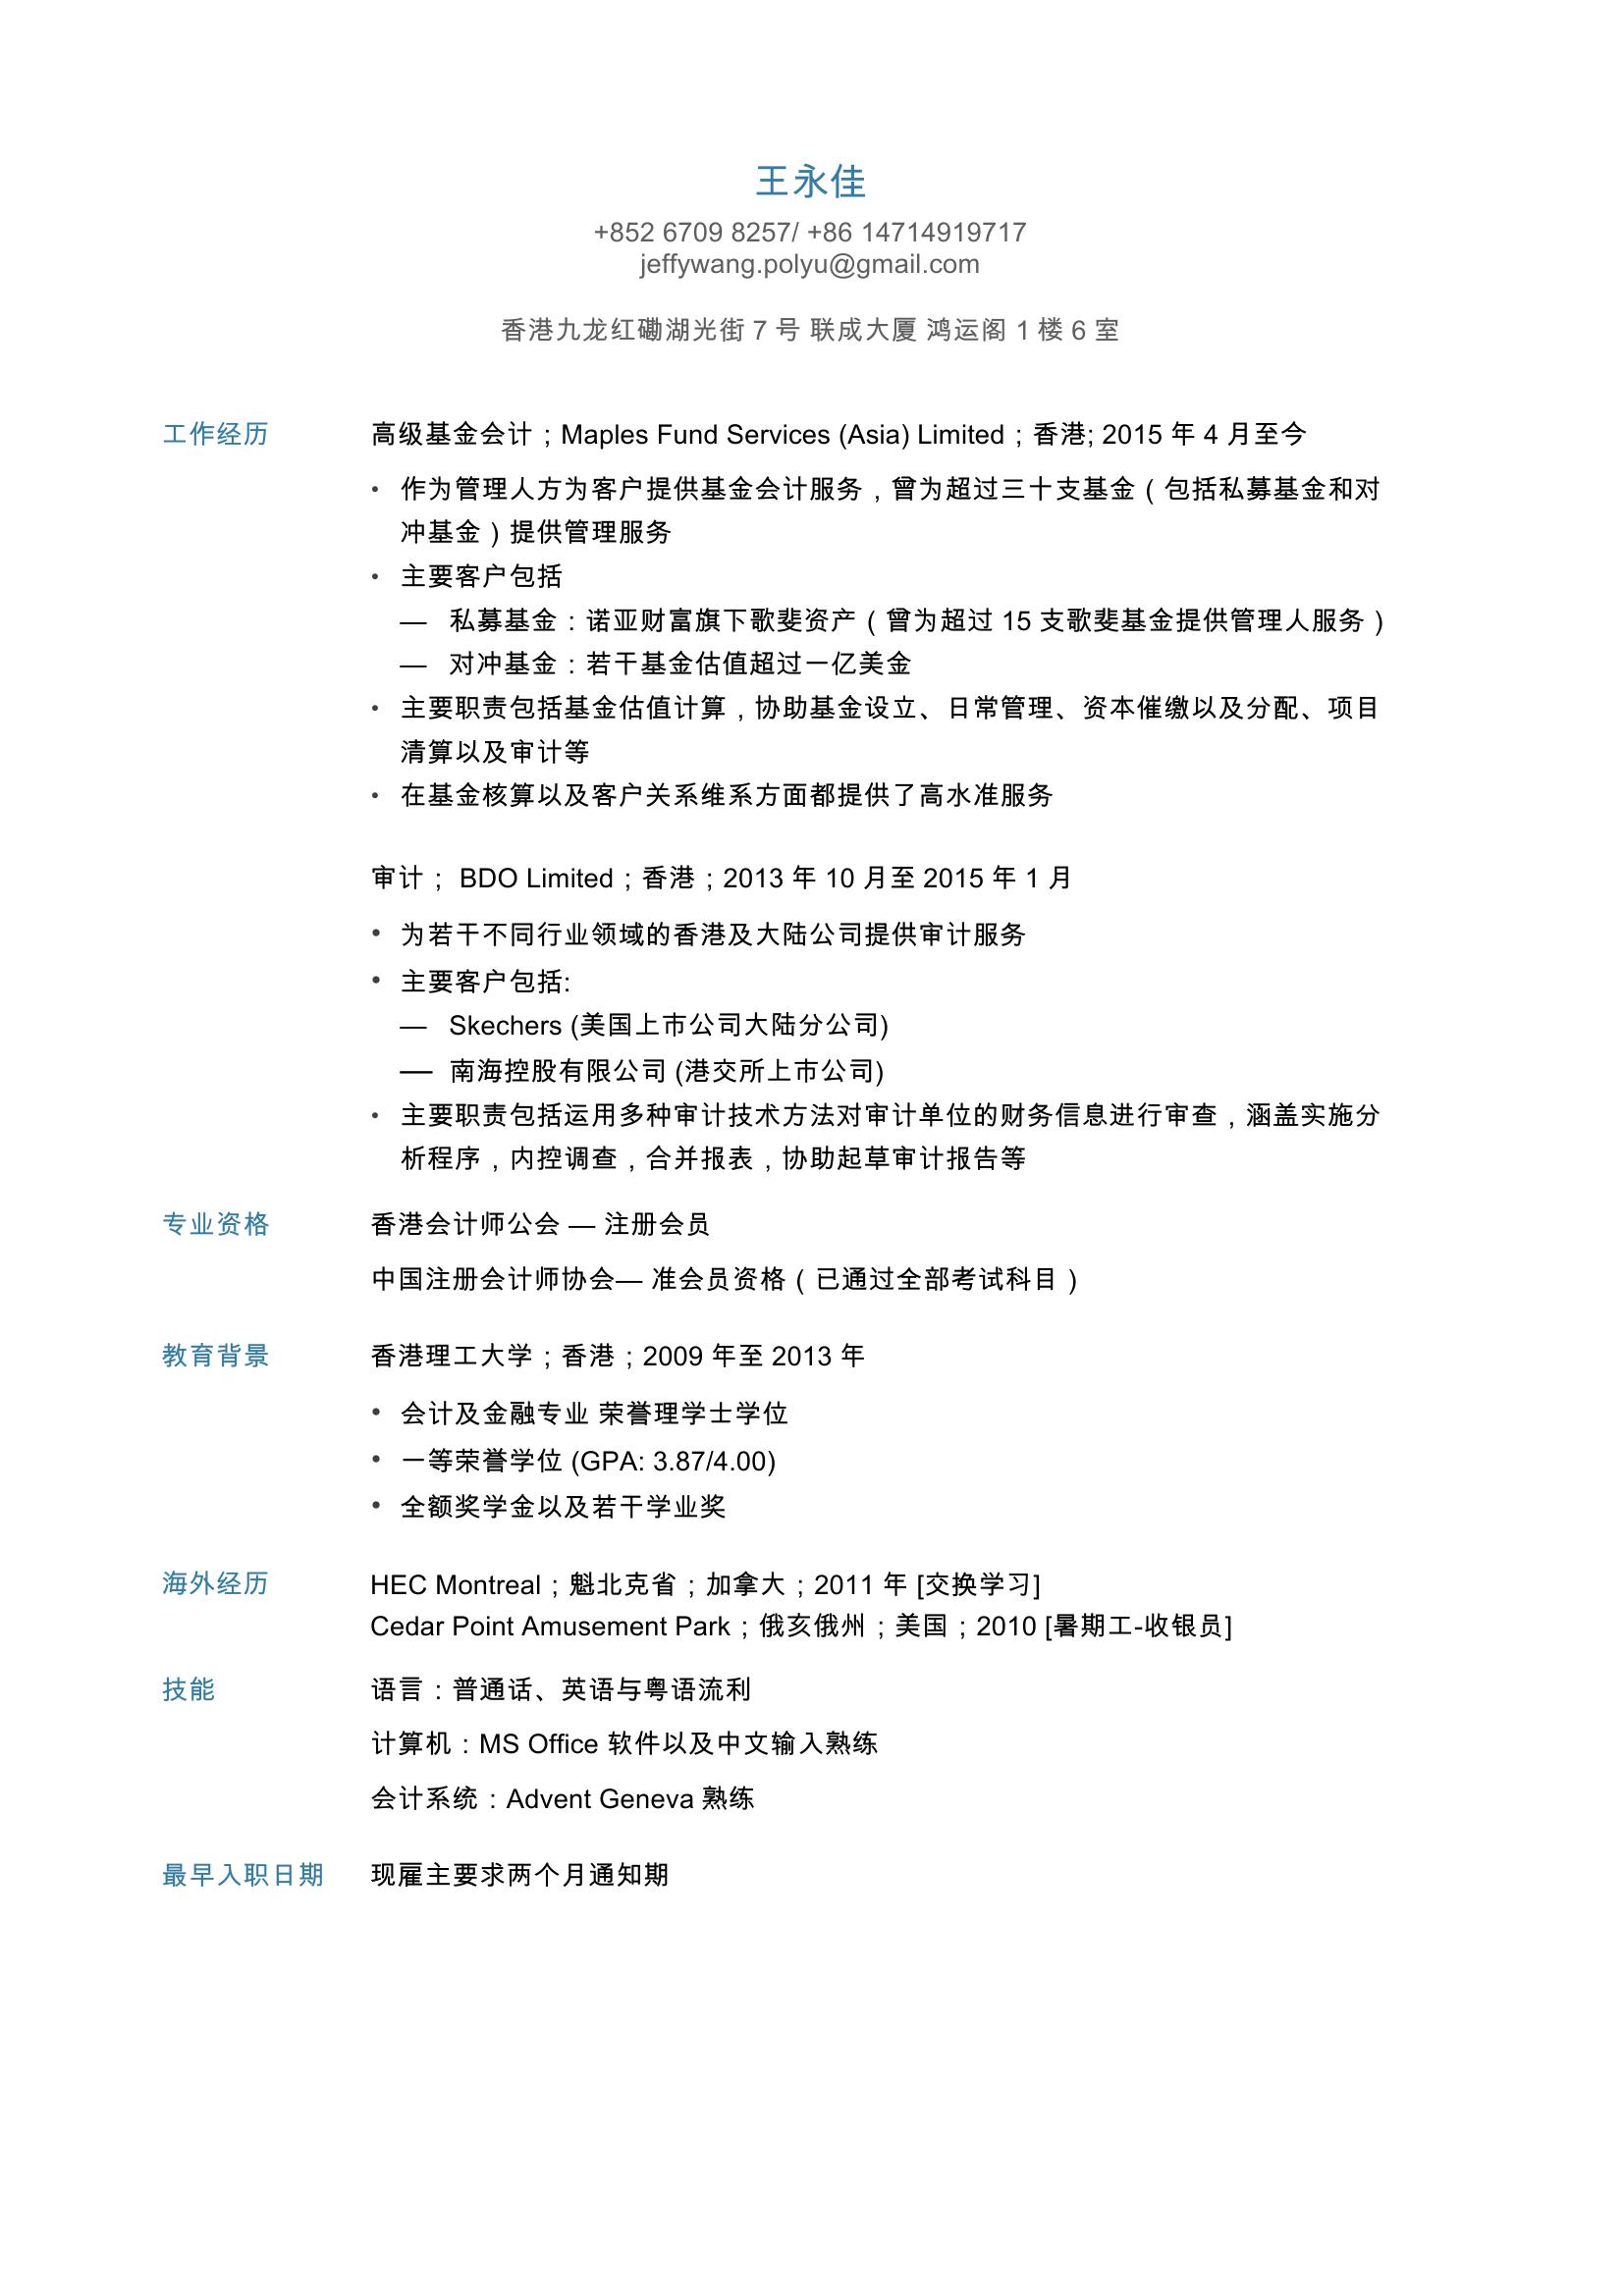 王永佳
+852 6709 8257/ +86 14714919717
jeffywang.polyu@gmail.com
香港九龙红磡湖光街 7 号 联成大厦 鸿运阁 1 楼 6 室
工作经历 高级基金会计；Maples Fund Services (Asia) Limited；香港; 2015 年 4 月至今
• 作为管理人方为客户提供基金会计服务，曾为超过三十支基金（包括私募基金和对
冲基金）提供管理服务
• 主要客户包括
— 私募基金：诺亚财富旗下歌斐资产（曾为超过 15 支歌斐基金提供管理人服务）
— 对冲基金：若干基金估值超过一亿美金
• 主要职责包括基金估值计算，协助基金设立、日常管理、资本催缴以及分配、项目
清算以及审计等
• 在基金核算以及客户关系维系方面都提供了高水准服务
审计； BDO Limited；香港；2013 年 10 月至 2015 年 1 月
• 为若干不同行业领域的香港及大陆公司提供审计服务
• 主要客户包括:
— Skechers (美国上市公司大陆分公司)
— 南海控股有限公司 (港交所上市公司)
• 主要职责包括运用多种审计技术方法对审计单位的财务信息进行审查，涵盖实施分
析程序，内控调查，合并报表，协助起草审计报告等
专业资格 香港会计师公会 — 注册会员
中国注册会计师协会— 准会员资格（已通过全部考试科目）
教育背景 香港理工大学；香港；2009 年至 2013 年
• 会计及金融专业 荣誉理学士学位
• 一等荣誉学位 (GPA: 3.87/4.00)
• 全额奖学金以及若干学业奖
海外经历 HEC Montreal；魁北克省；加拿大；2011 年 [交换学习]
Cedar Point Amusement Park；俄亥俄州；美国；2010 [暑期工-收银员]
技能 语言：普通话、英语与粤语流利
计算机：MS Office 软件以及中文输入熟练
会计系统：Advent Geneva 熟练
最早入职日期 现雇主要求两个月通知期